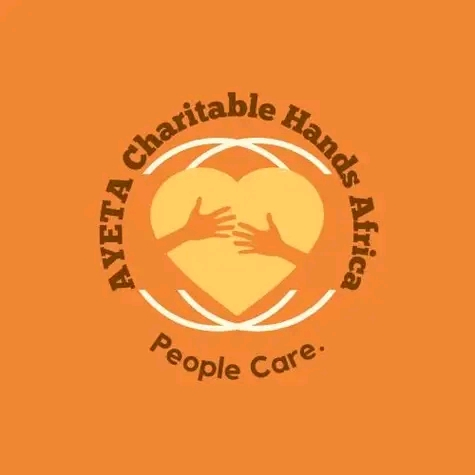 AYETA Charitable Hands Africa
People Care.